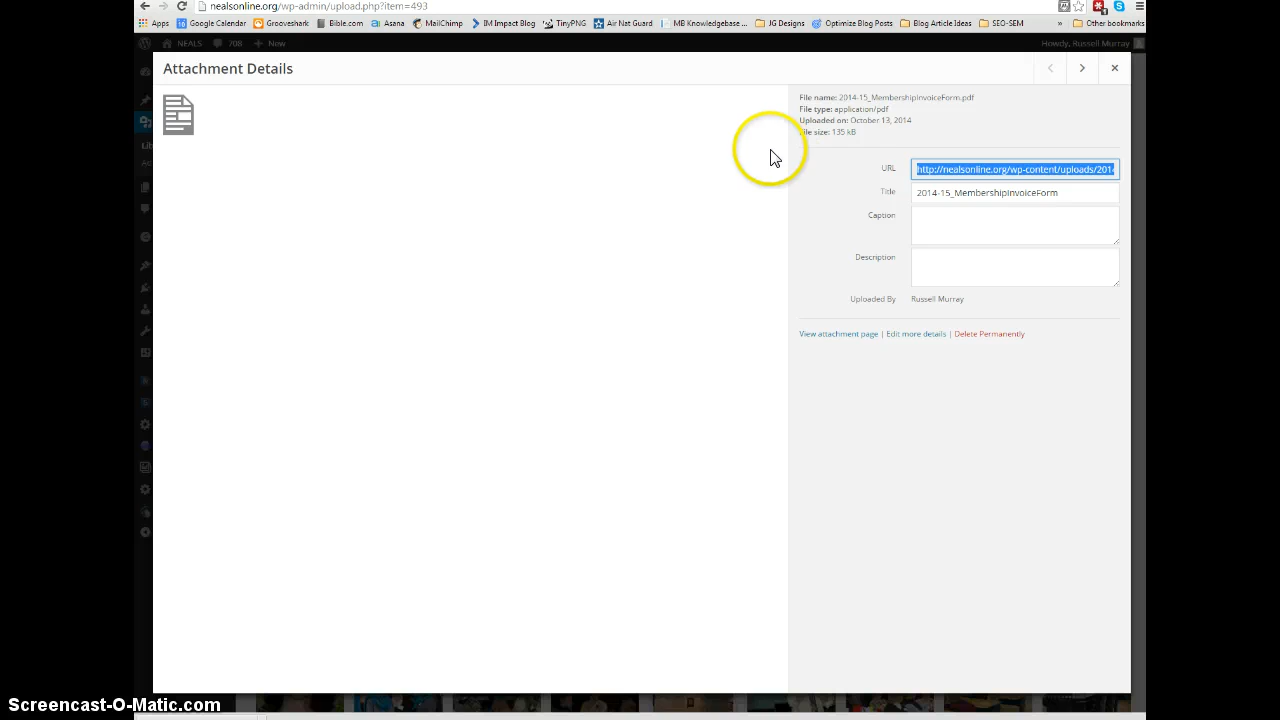 nealsonline.org/wp-admin/upload.php?item=493
Apps Google Calendar Grooveshark Bible.com Asana MailChimp IM Impact Blog TinyPNG Air Nat Guard MB Knowledgebase ... JG Designs Optimize Blog Posts Blog Article Ideas SEO-SEM » Other bookmarks
NEALS 708 + New Howdy, Russell Murray
Attachment Details
File name: 2014-15_MembershipInvoiceForm.pdf
File type: application/pdf
Uploaded on: October 13, 2014
File size: 135 kB
URL http://nealsonline.org/wp-content/uploads/2014
Title 2014-15_MembershipInvoiceForm
Caption
Description
Uploaded By Russell Murray
View attachment page | Edit more details | Delete Permanently
Screencast-O-Matic.com